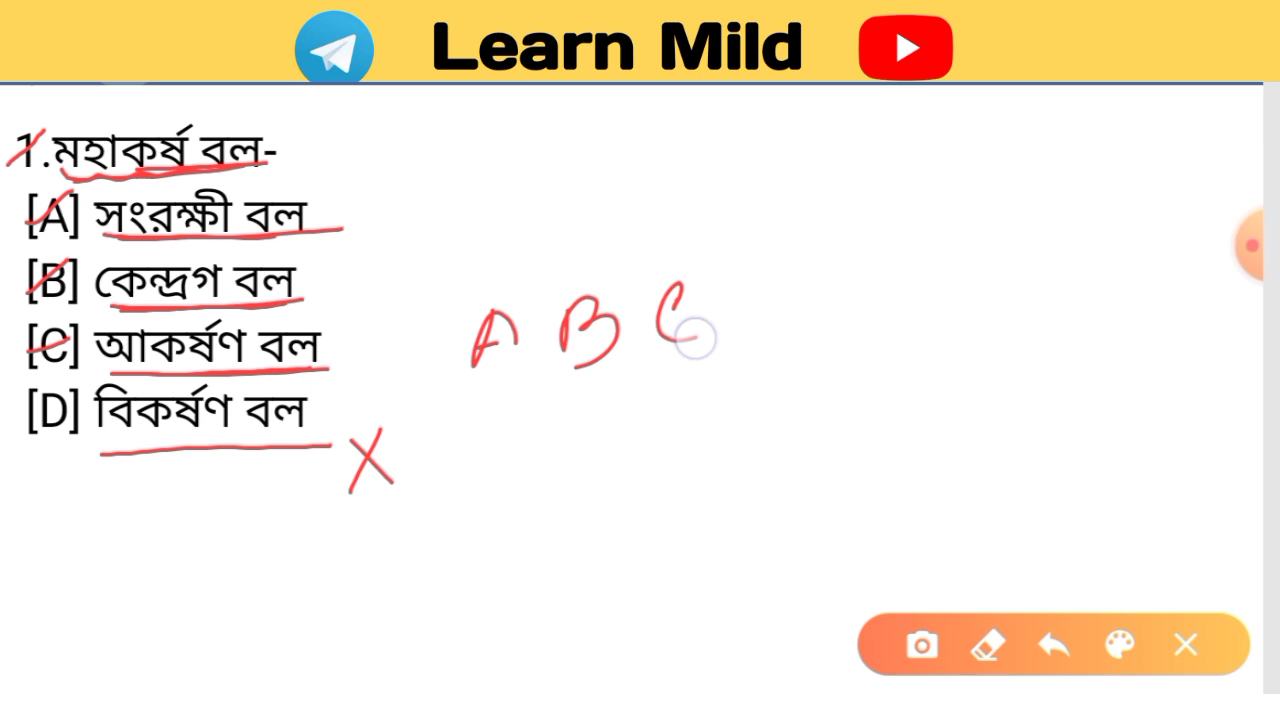 Learn Mild
1.মহাকর্ষ বল-
[A] সংরক্ষী বল
[B] কেন্দ্রগ বল
[C] আকর্ষণ বল
[D] বিকর্ষণ বল
A B C
X